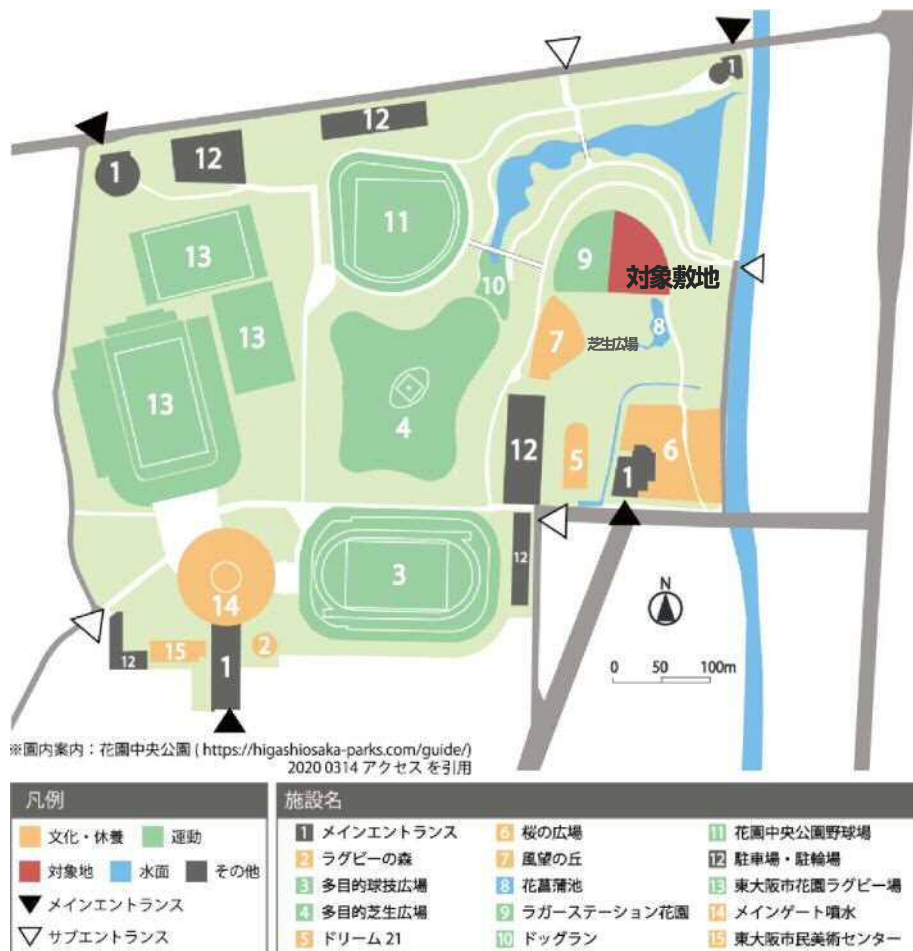 1
12
12
1
11
13
9
対象敷地
10
13
7
芝生広場
8
13
4
12
5
6
1
3
12
14
N
2
15
12
1
0 50 100m
※園内案内：花園中央公園 ( https://higashiosaka-parks.com/guide/)
2020 0314 アクセス を引用
凡例
文化・休養 運動
対象地 水面 その他
メインエントランス
サブエントランス
施設名
1 メインエントランス
2 ラグビーの森
3 多目的球技広場
4 多目的芝生広場
5 ドリーム 21
6 桜の広場
7 風望の丘
8 花菖蒲池
9 ラガーステーション花園
10 ドッグラン
11 花園中央公園野球場
12 駐車場・駐輪場
13 東大阪市花園ラグビー場
14 メインゲート噴水
15 東大阪市民美術センター